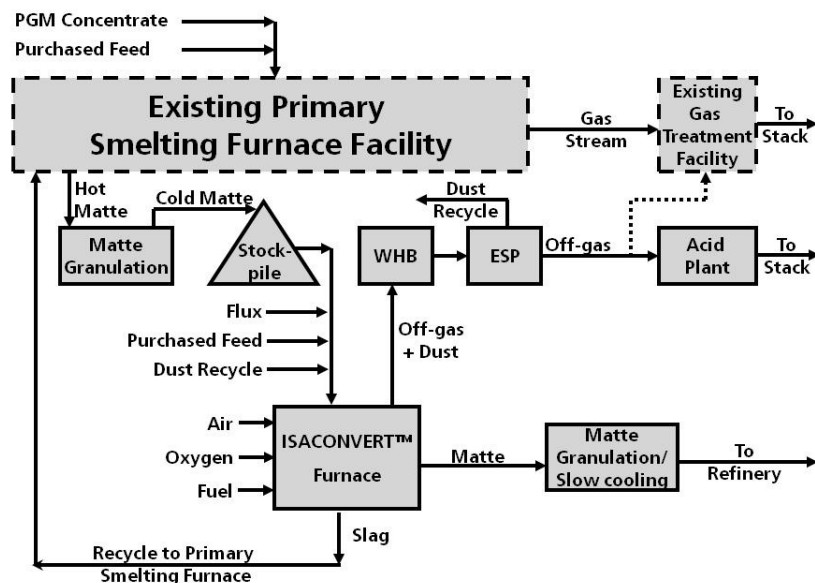 PGM Concentrate
Purchased Feed
Existing Primary
Smelting Furnace Facility
Gas
Stream
Existing
Gas
Treatment
Facility
To
Stack
Hot
Matte
Cold Matte
Matte
Granulation
Stock-
pile
Dust
Recycle
WHB
ESP
Off-gas
Acid
Plant
To
Stack
Flux
Purchased Feed
Dust Recycle
Off-gas
+ Dust
Air
Oxygen
Fuel
ISACONVERT™
Furnace
Matte
Matte
Granulation/
Slow cooling
To
Refinery
Slag
Recycle to Primary
Smelting Furnace